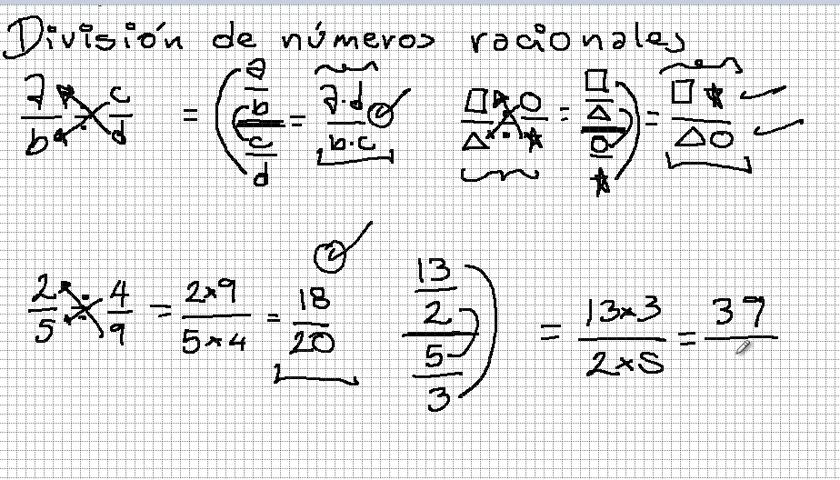 División de números racionales
a/b ÷ c/d = (a/b)/(c/d) = a·d/b·c
□/△ ÷ ○/☆ = (□/△)/(○/☆) = □☆/△○
2/5 ÷ 4/9 = 2×9/5×4 = 18/20
(13/2)/(5/3) = 13×3/2×5 = 39/